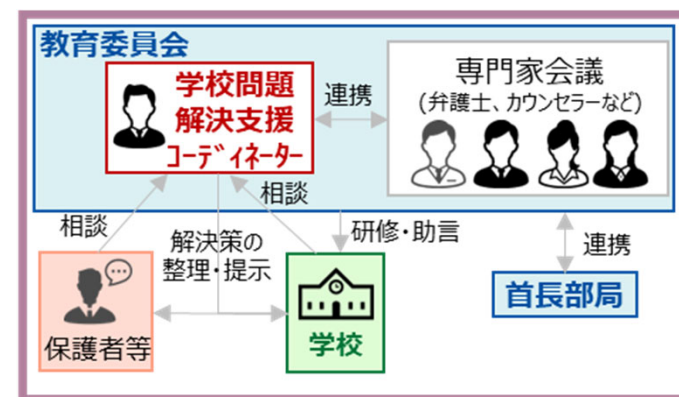 教育委員会
学校問題
解決支援
コーディネーター
連携
専門家会議
(弁護士、カウンセラーなど)
相談
相談
解決策の
整理・提示
研修・助言
連携
保護者等
学校
首長部局